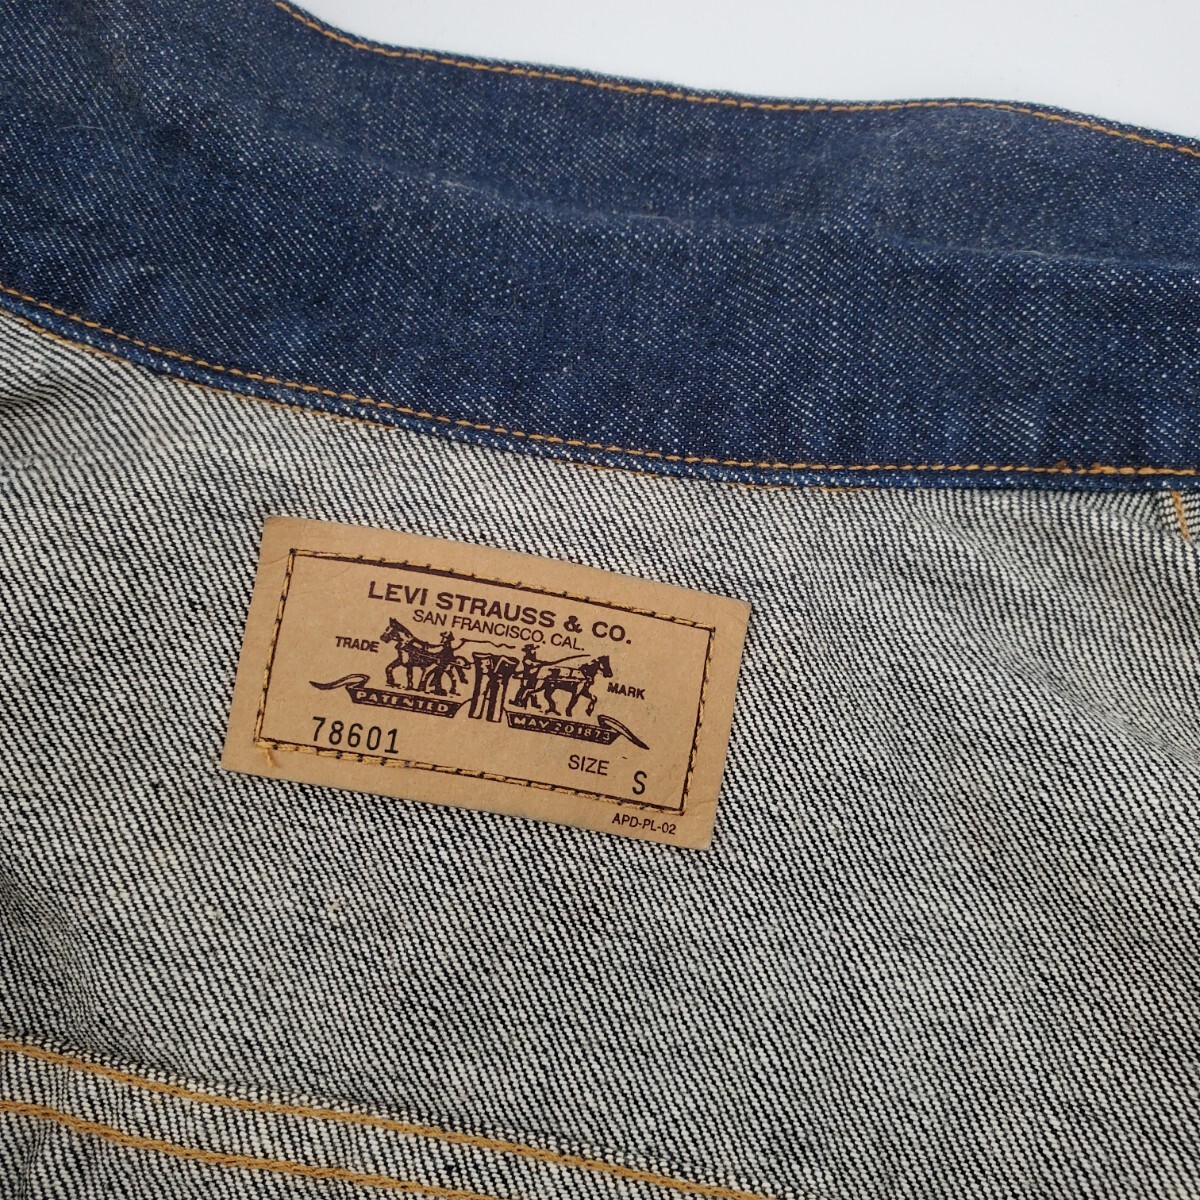 LEVI STRAUSS & CO.
SAN FRANCISCO. CAL.
TRADE MARK
PATENTED MAY 20 1873
78601
SIZE S
APD-PL-02